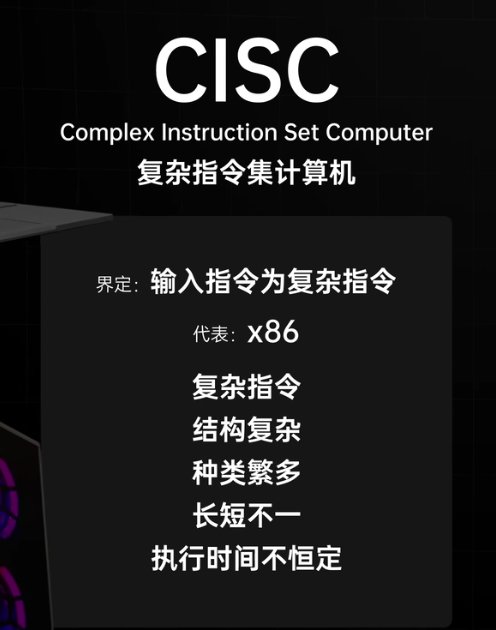 CISC
Complex Instruction Set Computer
复杂指令集计算机
界定：输入指令为复杂指令
代表：x86
复杂指令
结构复杂
种类繁多
长短不一
执行时间不恒定